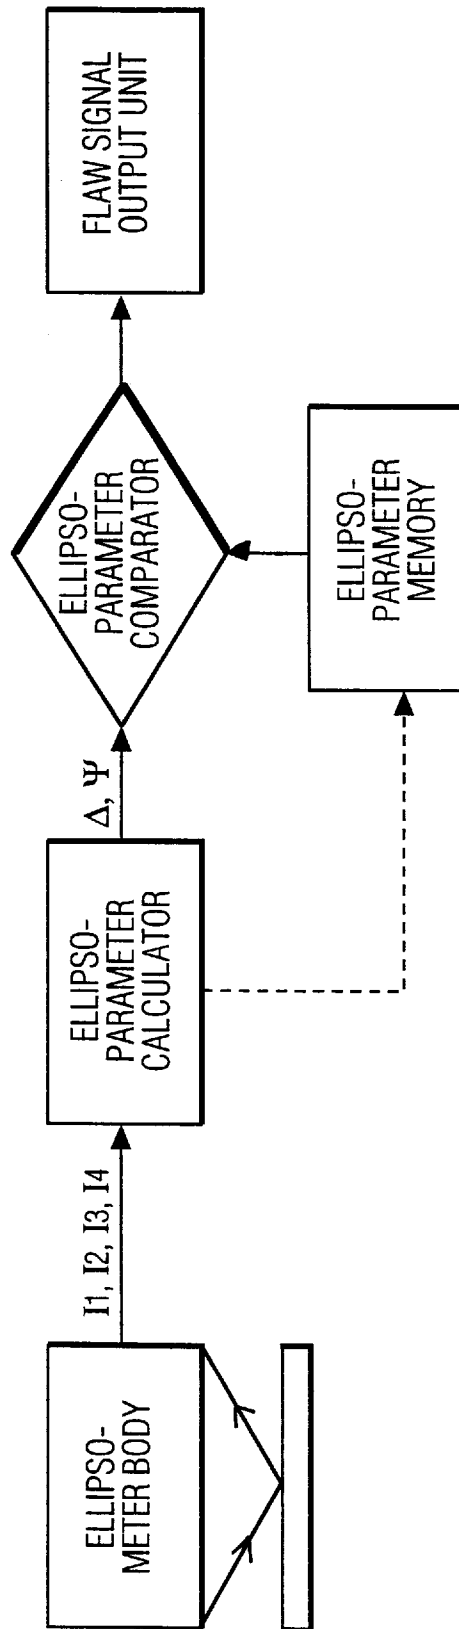 ELLIPSO-
METER BODY
I1, I2, I3, I4
ELLIPSO-
PARAMETER
CALCULATOR
Δ, Ψ
ELLIPSO-
PARAMETER
COMPARATOR
ELLIPSO-
PARAMETER
MEMORY
FLAW SIGNAL
OUTPUT UNIT